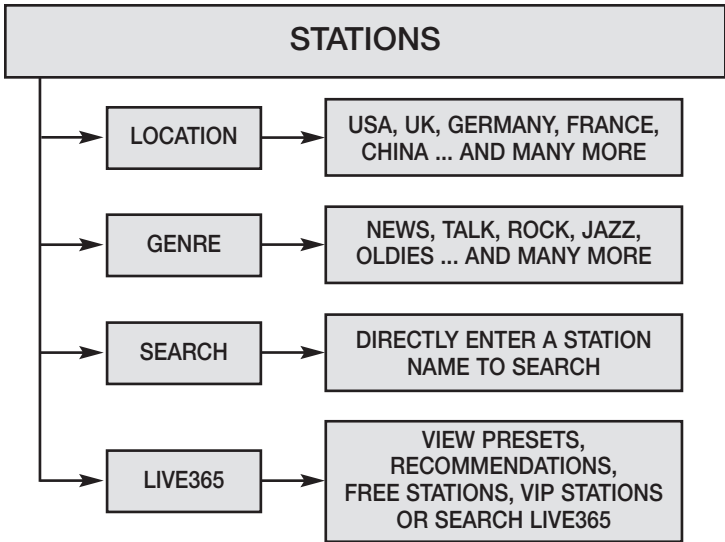 STATIONS
LOCATION
USA, UK, GERMANY, FRANCE,
CHINA ... AND MANY MORE
GENRE
NEWS, TALK, ROCK, JAZZ,
OLDIES ... AND MANY MORE
SEARCH
DIRECTLY ENTER A STATION
NAME TO SEARCH
LIVE365
VIEW PRESETS,
RECOMMENDATIONS,
FREE STATIONS, VIP STATIONS
OR SEARCH LIVE365